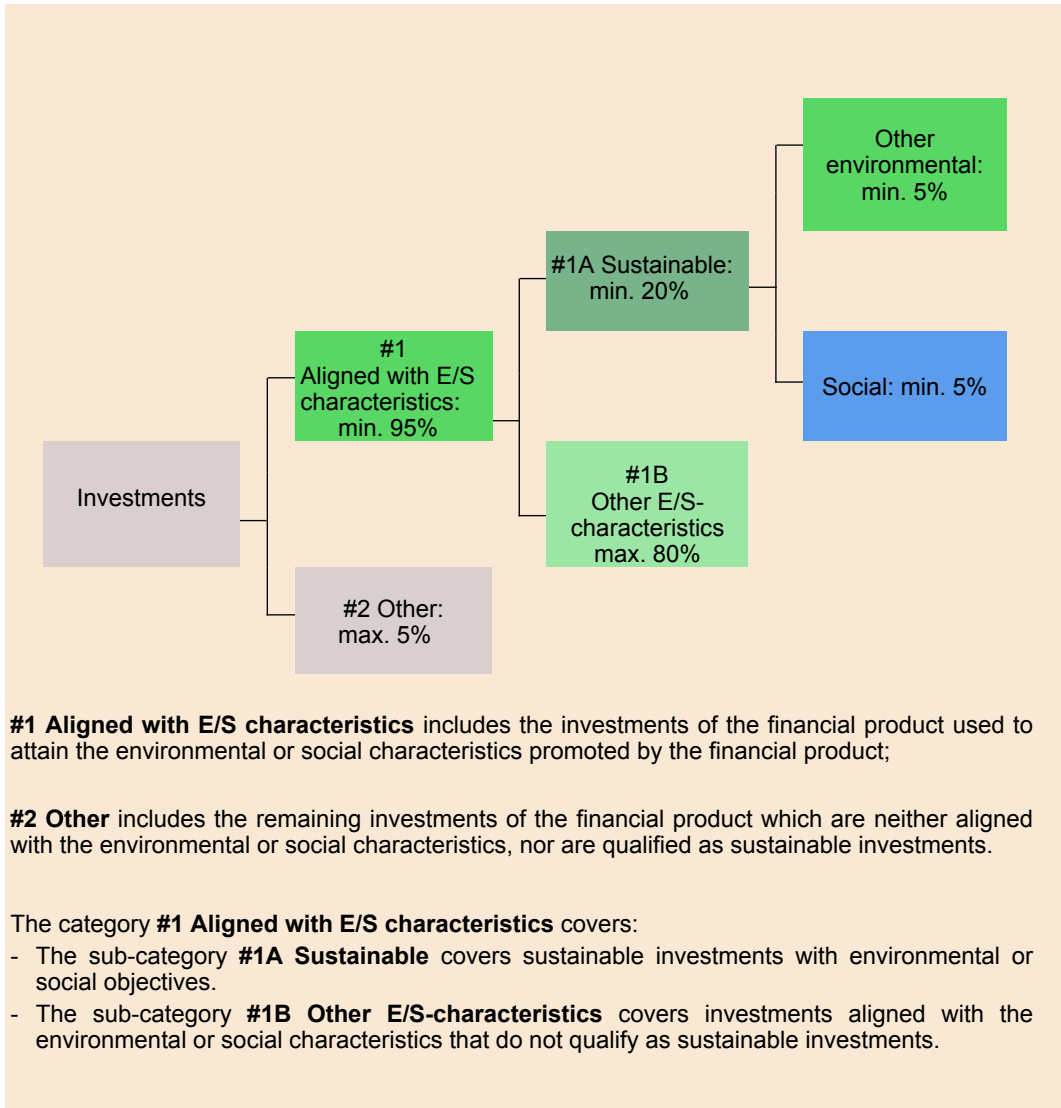 Other
environmental:
min. 5%
#1A Sustainable:
min. 20%
#1
Aligned with E/S
characteristics:
min. 95%
Social: min. 5%
Investments
#1B
Other E/S-
characteristics
max. 80%
#2 Other:
max. 5%
#1 Aligned with E/S characteristics includes the investments of the financial product used to
attain the environmental or social characteristics promoted by the financial product;
#2 Other includes the remaining investments of the financial product which are neither aligned
with the environmental or social characteristics, nor are qualified as sustainable investments.
The category #1 Aligned with E/S characteristics covers:
- The sub-category #1A Sustainable covers sustainable investments with environmental or
social objectives.
- The sub-category #1B Other E/S-characteristics covers investments aligned with the
environmental or social characteristics that do not qualify as sustainable investments.